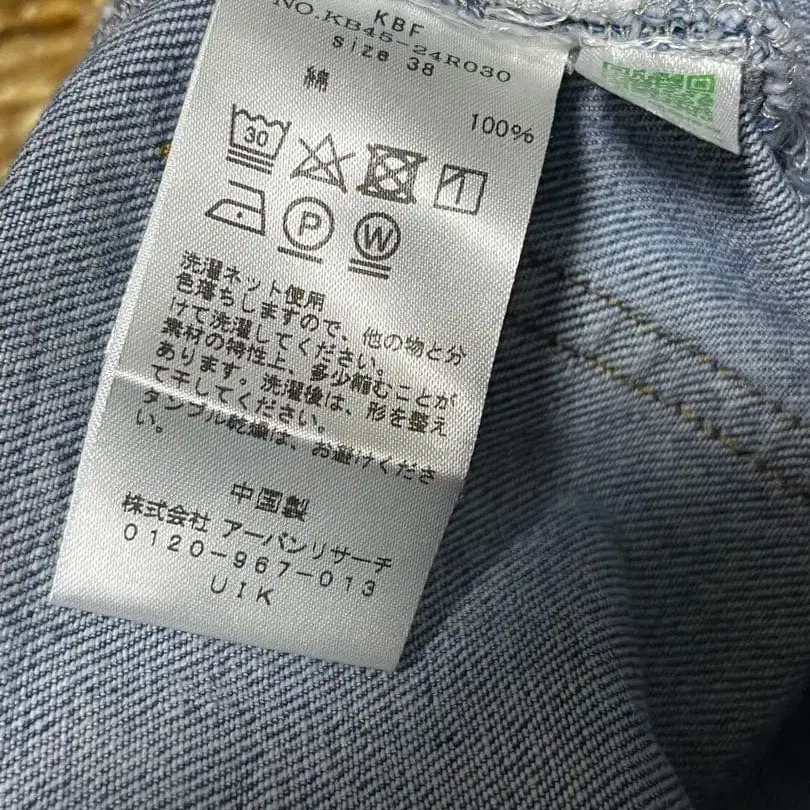 KBF
NO.KB45-24R030
size 38
綿
100%
30
P
W
洗濯ネット使用
色落ちしますので、他の物と分
けて洗濯してください。
素材の特性上、多少縮むことが
あります。洗濯後は、形を整え
て干してください。
タンブル乾燥は、お避けくださ
い。
中国製
株式会社 アーバンリサーチ
0120-967-013
UIK